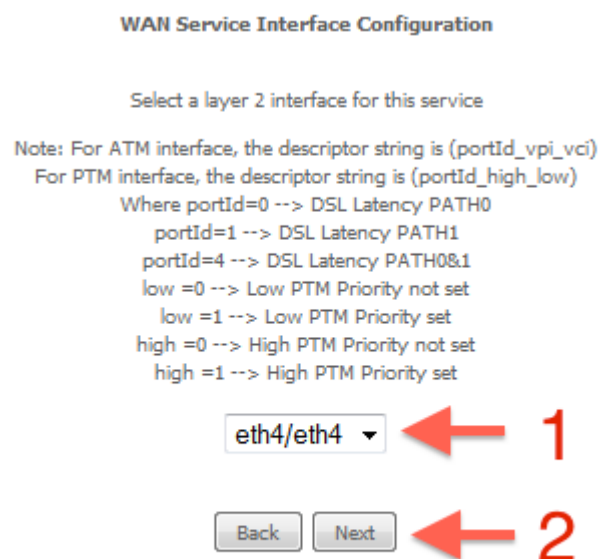 WAN Service Interface Configuration
Select a layer 2 interface for this service
Note: For ATM interface, the descriptor string is (portId_vpi_vci)
For PTM interface, the descriptor string is (portId_high_low)
Where portId=0 --> DSL Latency PATH0
portId=1 --> DSL Latency PATH1
portId=4 --> DSL Latency PATH0&1
low =0 --> Low PTM Priority not set
low =1 --> Low PTM Priority set
high =0 --> High PTM Priority not set
high =1 --> High PTM Priority set
eth4/eth4 1
Back Next 2